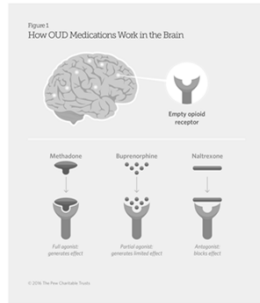 Figure 1
How OUD Medications Work in the Brain
Empty opioid
receptor
Methadone Buprenorphine Naltrexone
Full agonist: Partial agonist: Antagonist:
generates effect generates limited effect blocks effect
© 2016 The Pew Charitable Trusts